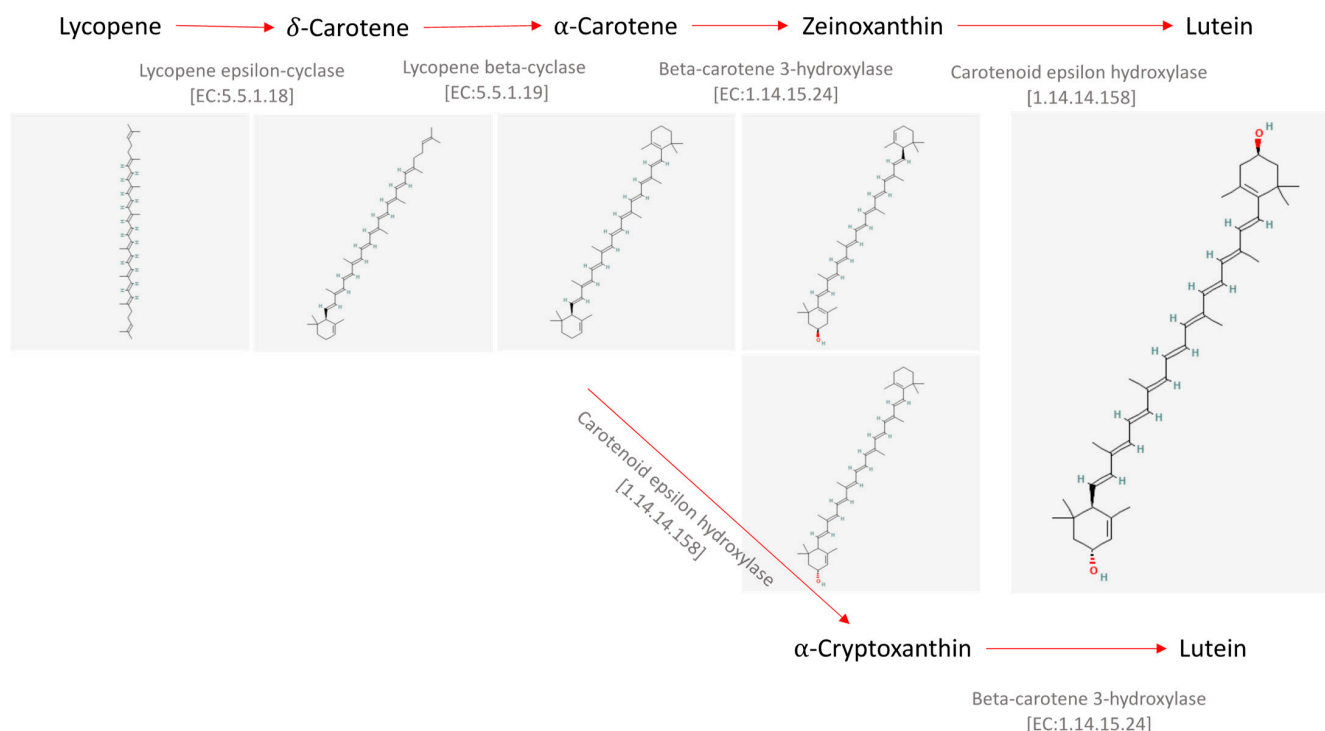 Lycopene
δ-Carotene
α-Carotene
Zeinoxanthin
Lutein
Lycopene epsilon-cyclase
[EC:5.5.1.18]
Lycopene beta-cyclase
[EC:5.5.1.19]
Beta-carotene 3-hydroxylase
[EC:1.14.15.24]
Carotenoid epsilon hydroxylase
[1.14.14.158]
Carotenoid epsilon hydroxylase
[1.14.14.158]
α-Cryptoxanthin
Lutein
Beta-carotene 3-hydroxylase
[EC:1.14.15.24]